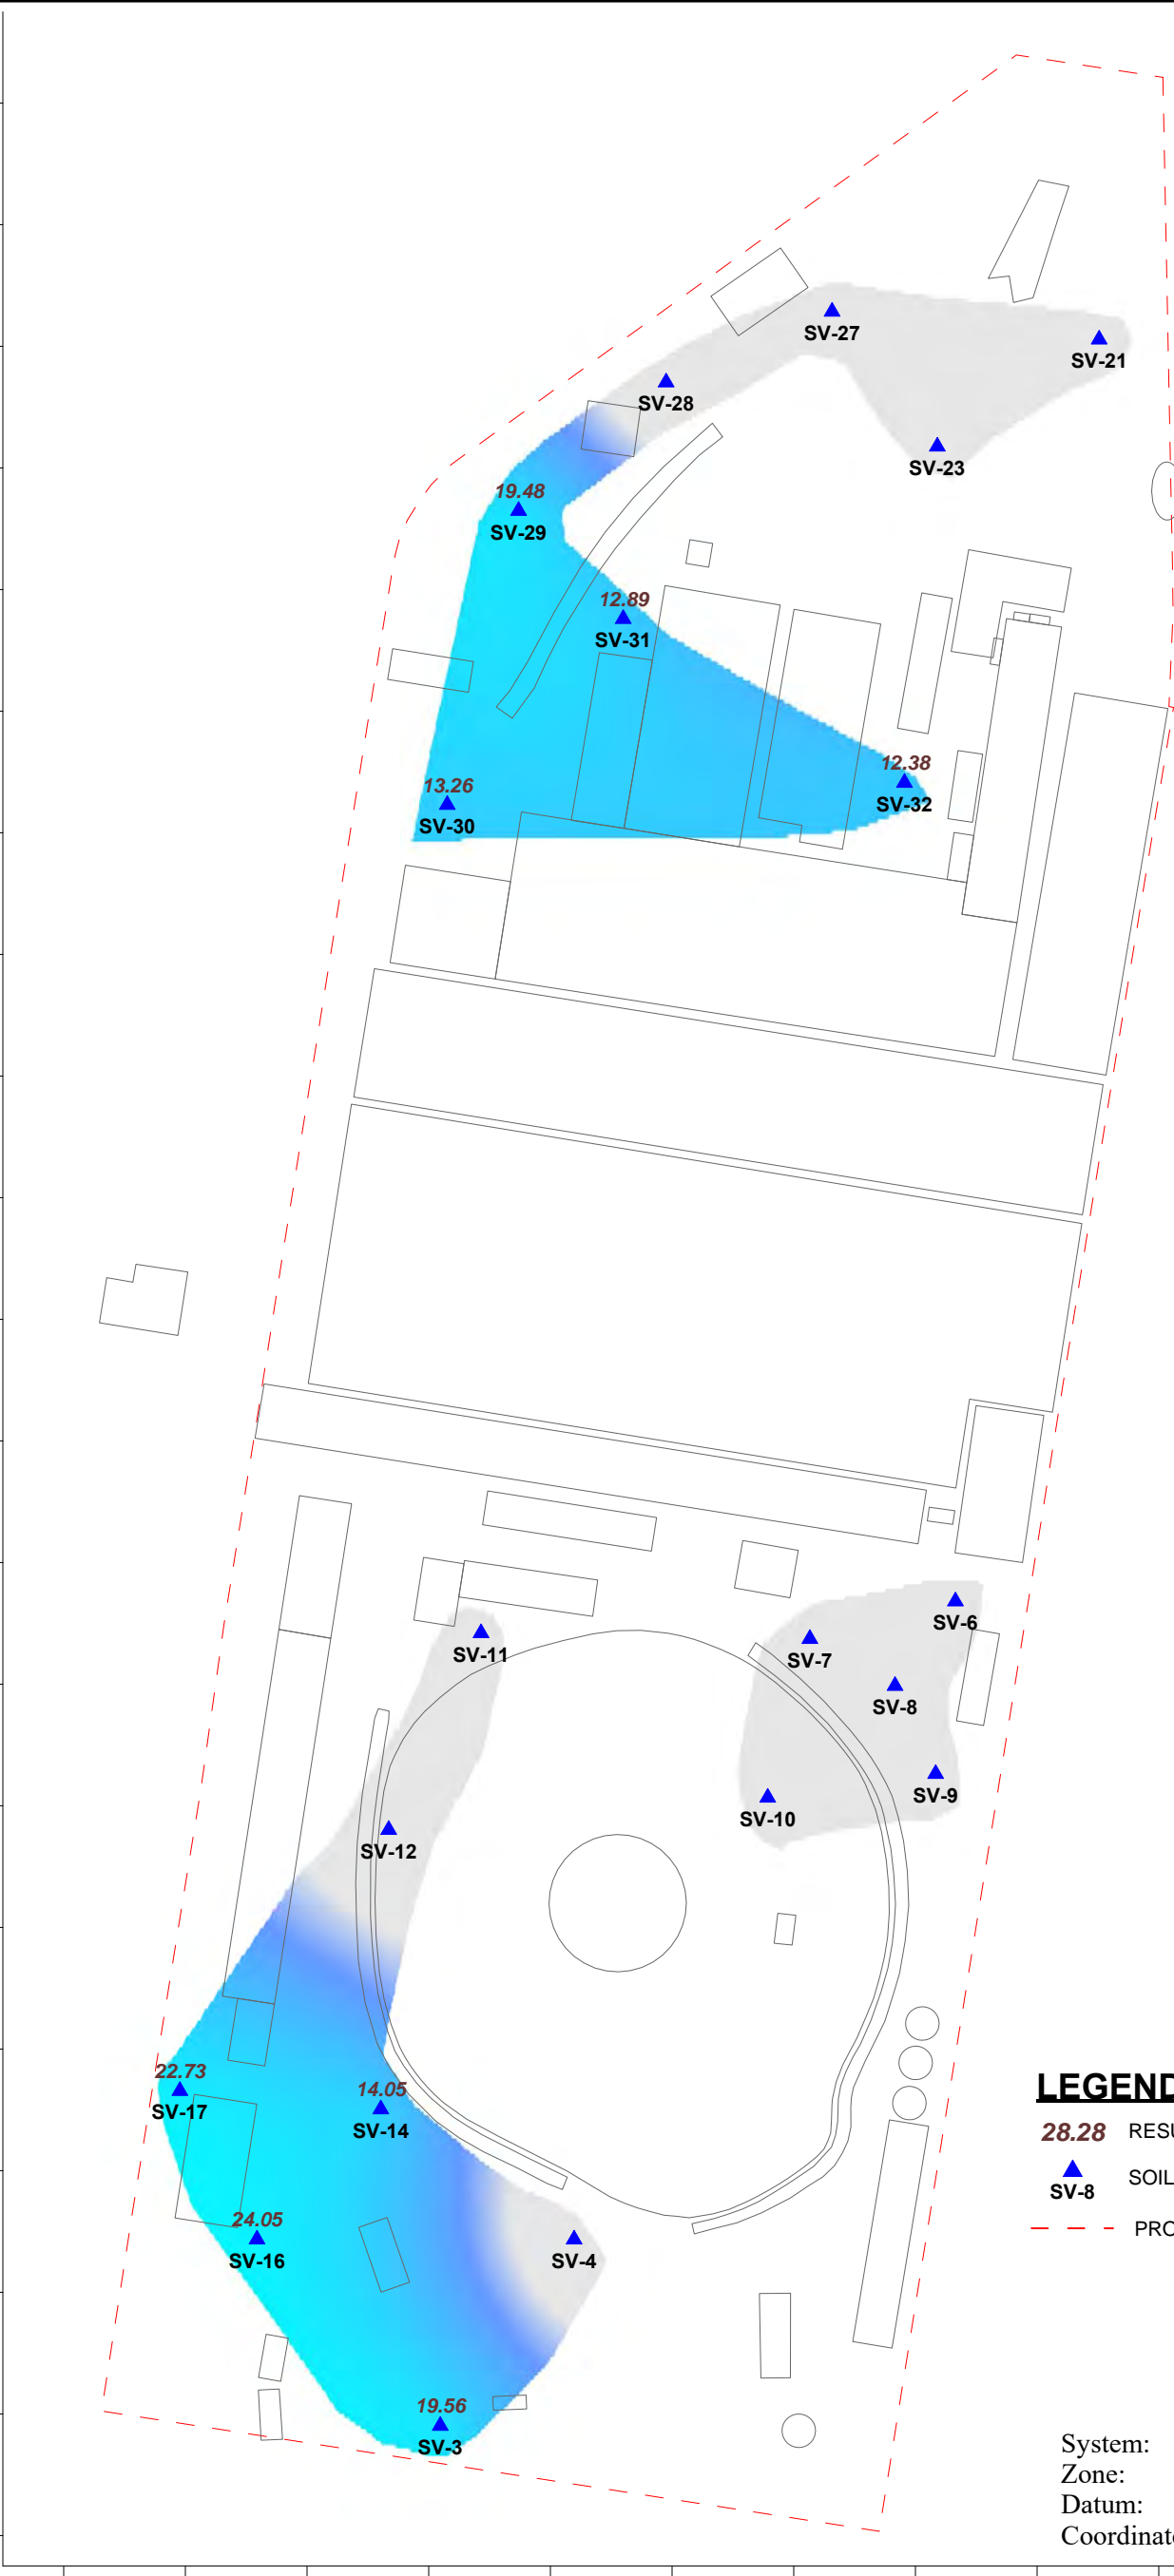 SV-27
SV-21
SV-28
SV-23
19.48
SV-29
12.89
SV-31
12.38
SV-32
13.26
SV-30
SV-6
SV-11
SV-7
SV-8
SV-9
SV-10
SV-12
22.73
SV-17
14.05
SV-14
24.05
SV-16
SV-4
19.56
SV-3
LEGEND
28.28 RESU
SV-8 SOIL
PRO
System:
Zone:
Datum:
Coordinate